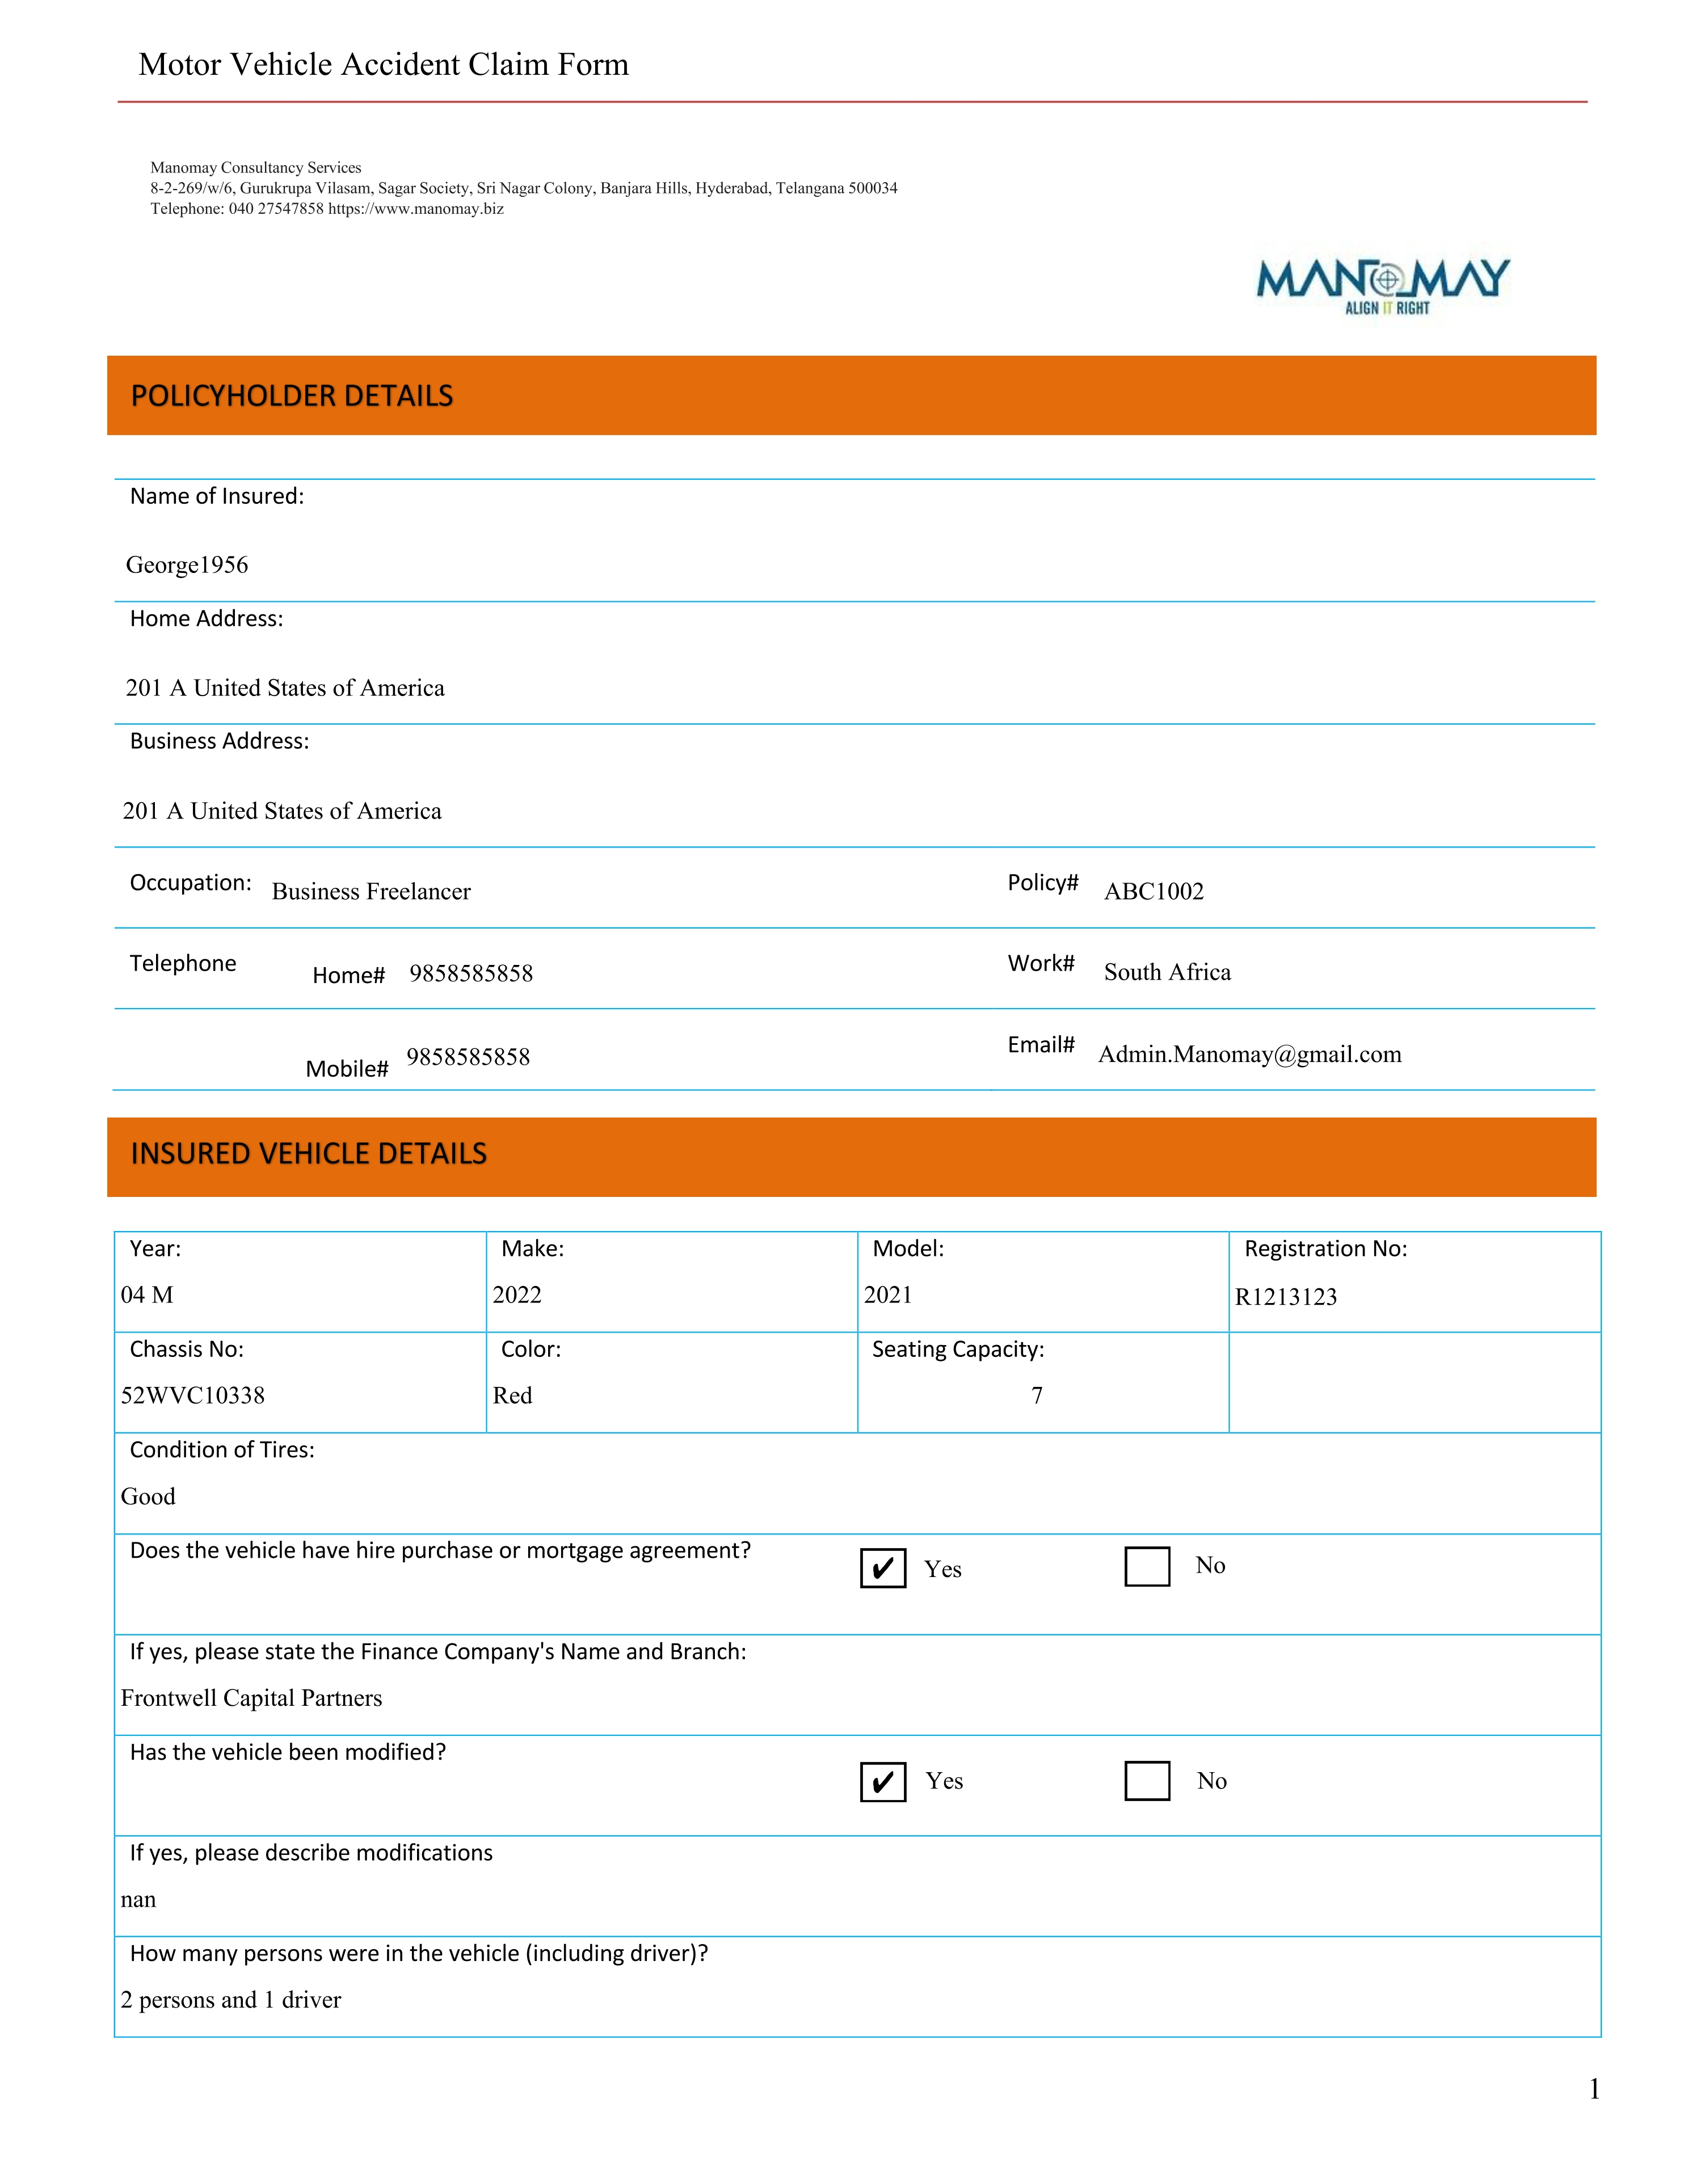 Motor Vehicle Accident Claim Form
Manomay Consultancy Services
8-2-269/w/6, Gurukrupa Vilasam, Sagar Society, Sri Nagar Colony, Banjara Hills, Hyderabad, Telangana 500034
Telephone: 040 27547858 https://www.manomay.biz
MANOMAY
ALIGN IT RIGHT
POLICYHOLDER DETAILS
Name of Insured:
George1956
Home Address:
201 A United States of America
Business Address:
201 A United States of America
Occupation: Business Freelancer Policy# ABC1002
Telephone Home# 9858585858 Work# South Africa
Mobile# 9858585858 Email# Admin.Manomay@gmail.com
INSURED VEHICLE DETAILS
Year: Make: Model: Registration No:
04 M 2022 2021 R1213123
Chassis No: Color: Seating Capacity:
52WVC10338 Red 7
Condition of Tires:
Good
Does the vehicle have hire purchase or mortgage agreement? ✔ Yes No
If yes, please state the Finance Company's Name and Branch:
Frontwell Capital Partners
Has the vehicle been modified? ✔ Yes No
If yes, please describe modifications
nan
How many persons were in the vehicle (including driver)?
2 persons and 1 driver
1